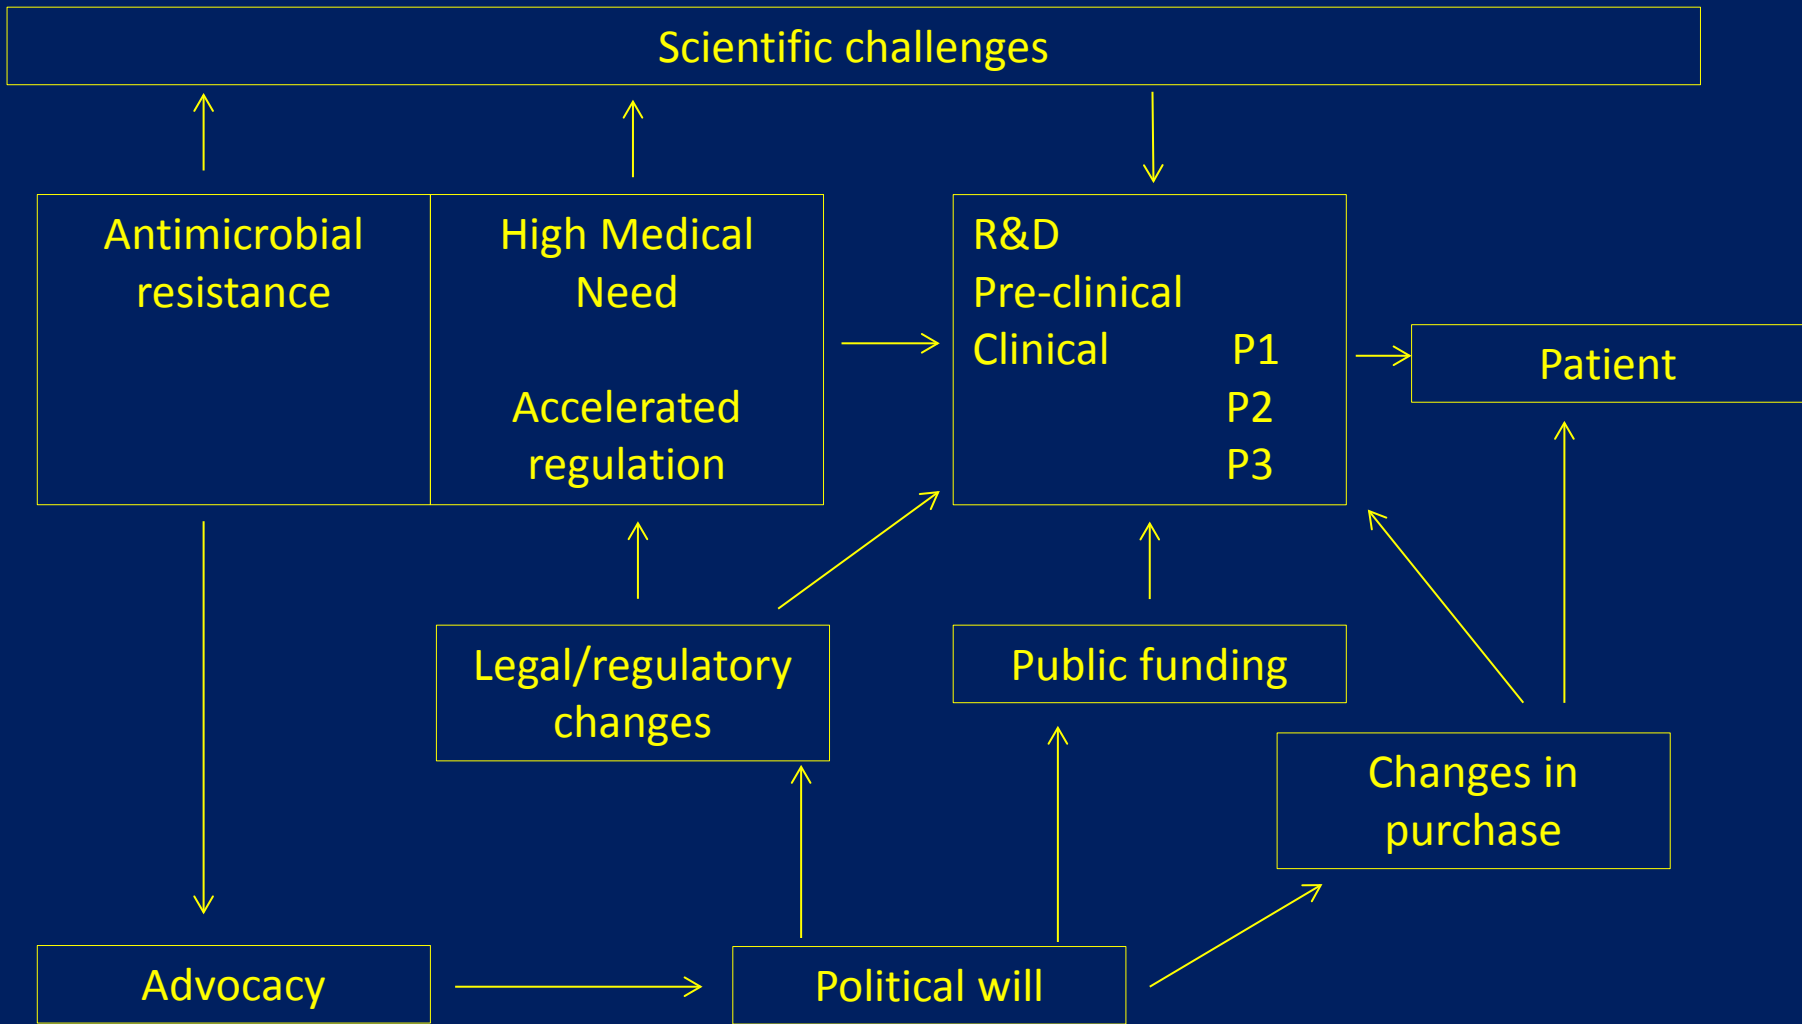 Scientific challenges
Antimicrobial
resistance
High Medical
Need
Accelerated
regulation
R&D
Pre-clinical
Clinical P1
P2
P3
Patient
Legal/regulatory
changes
Public funding
Changes in
purchase
Advocacy
Political will